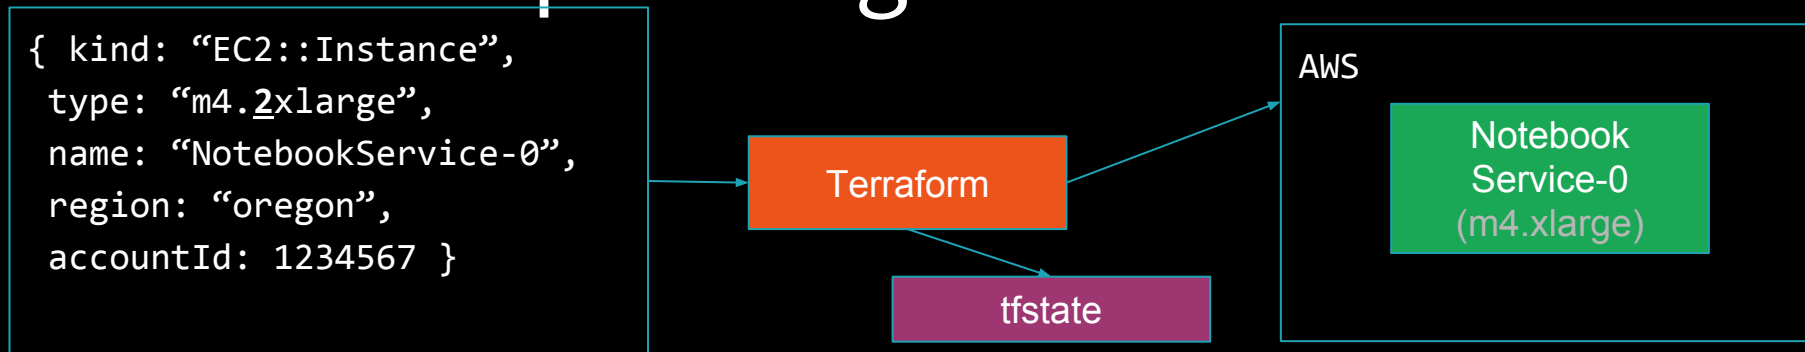 { kind: “EC2::Instance”,
type: “m4.2xlarge”,
name: “NotebookService-0”,
region: “oregon”,
accountId: 1234567 }
Terraform
tfstate
AWS
Notebook
Service-0
(m4.xlarge)